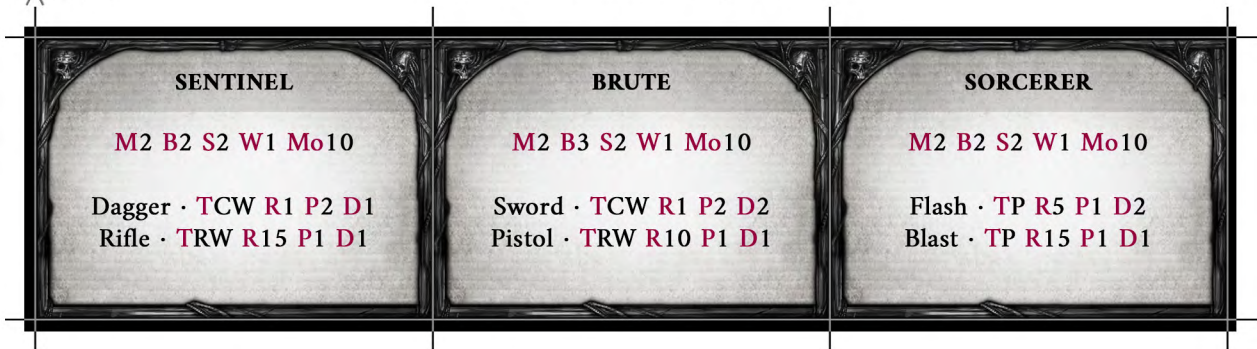 SENTINEL
M2 B2 S2 W1 Mo10
Dagger · TCW R1 P2 D1
Rifle · TRW R15 P1 D1
BRUTE
M2 B3 S2 W1 Mo10
Sword · TCW R1 P2 D2
Pistol · TRW R10 P1 D1
SORCERER
M2 B2 S2 W1 Mo10
Flash · TP R5 P1 D2
Blast · TP R15 P1 D1